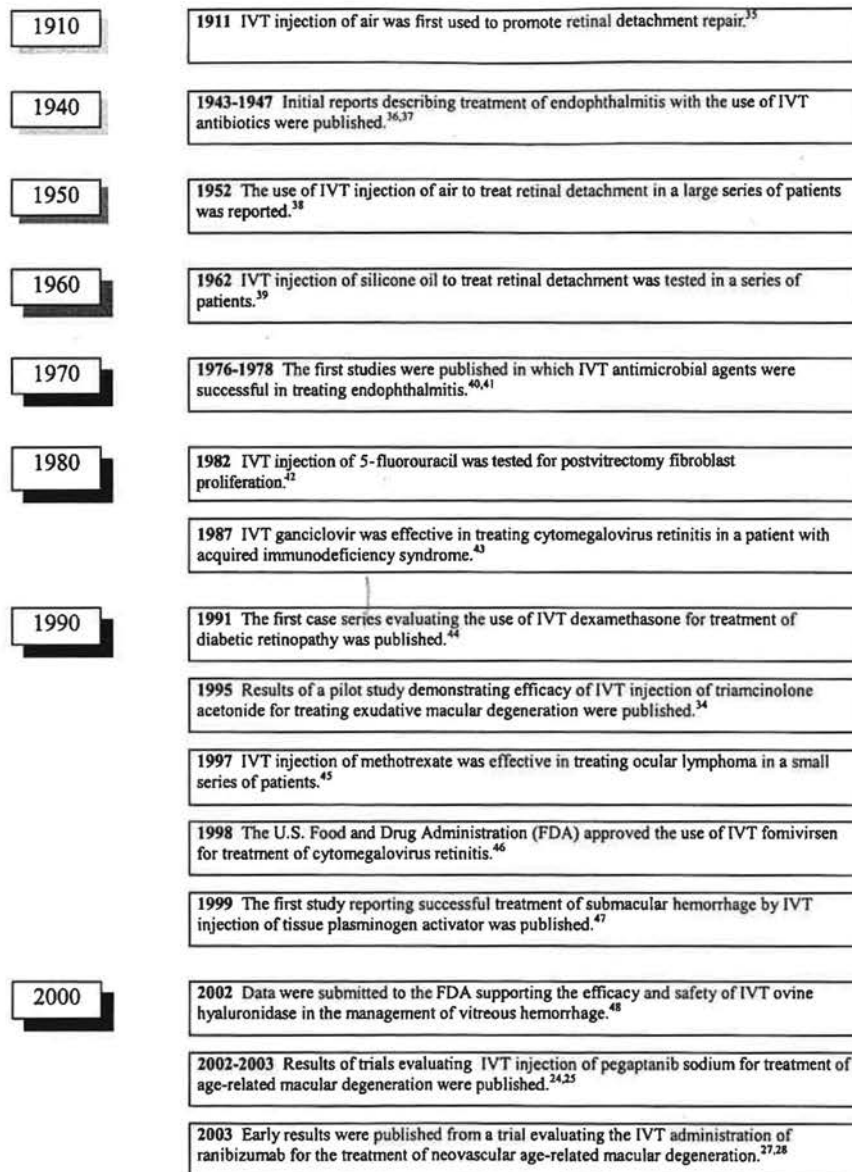 1910
1911 IVT injection of air was first used to promote retinal detachment repair.35
1940
1943-1947 Initial reports describing treatment of endophthalmitis with the use of IVT
antibiotics were published.36,37
1950
1952 The use of IVT injection of air to treat retinal detachment in a large series of patients
was reported.38
1960
1962 IVT injection of silicone oil to treat retinal detachment was tested in a series of
patients.39
1970
1976-1978 The first studies were published in which IVT antimicrobial agents were
successful in treating endophthalmitis.40,41
1980
1982 IVT injection of 5-fluorouracil was tested for postvitrectomy fibroblast
proliferation.42
1987 IVT ganciclovir was effective in treating cytomegalovirus retinitis in a patient with
acquired immunodeficiency syndrome.43
1990
1991 The first case series evaluating the use of IVT dexamethasone for treatment of
diabetic retinopathy was published.44
1995 Results of a pilot study demonstrating efficacy of IVT injection of triamcinolone
acetonide for treating exudative macular degeneration were published.34
1997 IVT injection of methotrexate was effective in treating ocular lymphoma in a small
series of patients.45
1998 The U.S. Food and Drug Administration (FDA) approved the use of IVT fomivirsen
for treatment of cytomegalovirus retinitis.46
1999 The first study reporting successful treatment of submacular hemorrhage by IVT
injection of tissue plasminogen activator was published.47
2000
2002 Data were submitted to the FDA supporting the efficacy and safety of IVT ovine
hyaluronidase in the management of vitreous hemorrhage.48
2002-2003 Results of trials evaluating IVT injection of pegaptanib sodium for treatment of
age-related macular degeneration were published.24,25
2003 Early results were published from a trial evaluating the IVT administration of
ranibizumab for the treatment of neovascular age-related macular degeneration.27,28